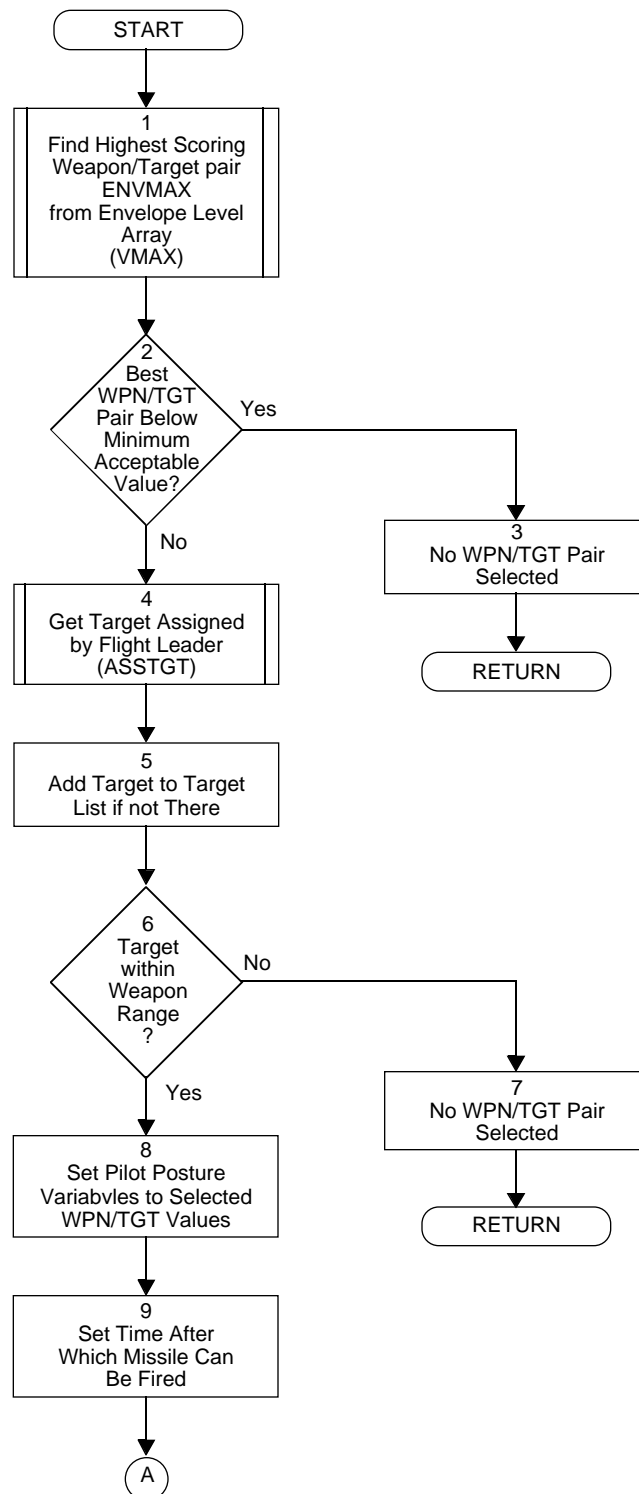 START
1
Find Highest Scoring
Weapon/Target pair
ENVMAX
from Envelope Level
Array
(VMAX)
2
Best
WPN/TGT
Pair Below
Minimum
Acceptable
Value?
Yes
No
3
No WPN/TGT Pair
Selected
RETURN
4
Get Target Assigned
by Flight Leader
(ASSTGT)
5
Add Target to Target
List if not There
6
Target
within
Weapon
Range
?
No
Yes
7
No WPN/TGT Pair
Selected
RETURN
8
Set Pilot Posture
Variabvles to Selected
WPN/TGT Values
9
Set Time After
Which Missile Can
Be Fired
A